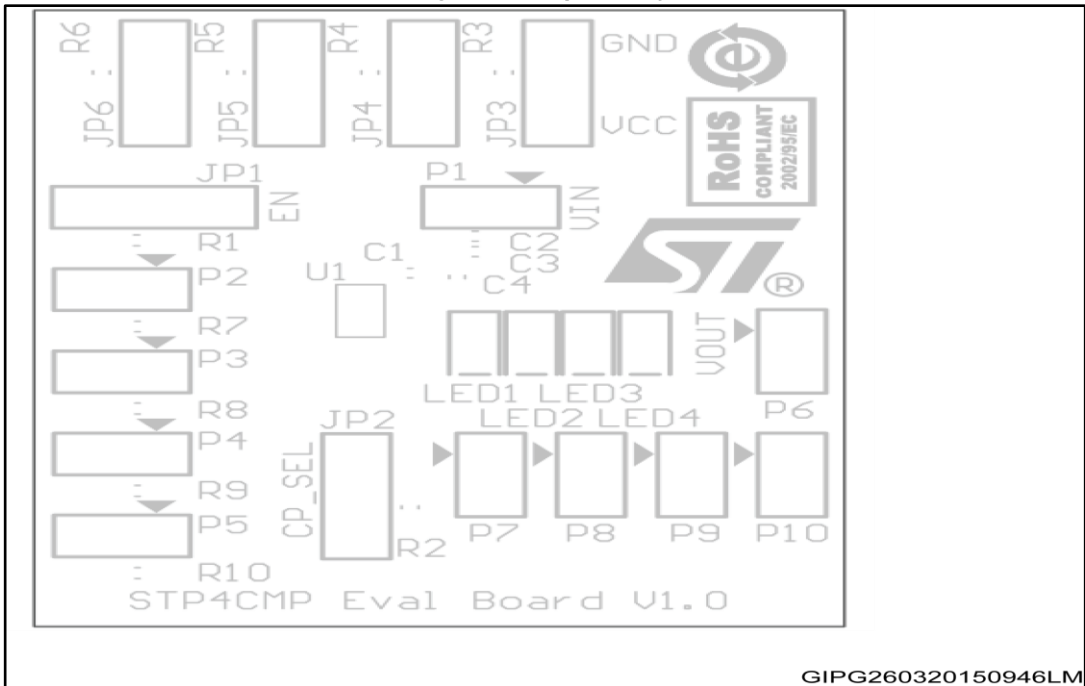 R6 R5 R4 R3 GND
JP6 JP5 JP4 JP3 VCC
e
RoHS
COMPLIANT
2002/95/EC
JP1 P1
EN VIN
R1 C1 C2
P2 U1 C3
C4
ST®
R7
P3
VOUT
LED1 LED3
R8 JP2 LED2 LED4 P6
P4
CP_SEL
R9
P5 P7 P8 P9 P10
R2
R10
STP4CMP Eval Board V1.0
GIPG260320150946LM